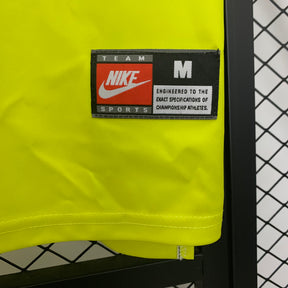 TEAM
NIKE
SPORTS
M
ENGINEERED TO THE
EXACT SPECIFICATIONS OF
CHAMPIONSHIP ATHLETES.